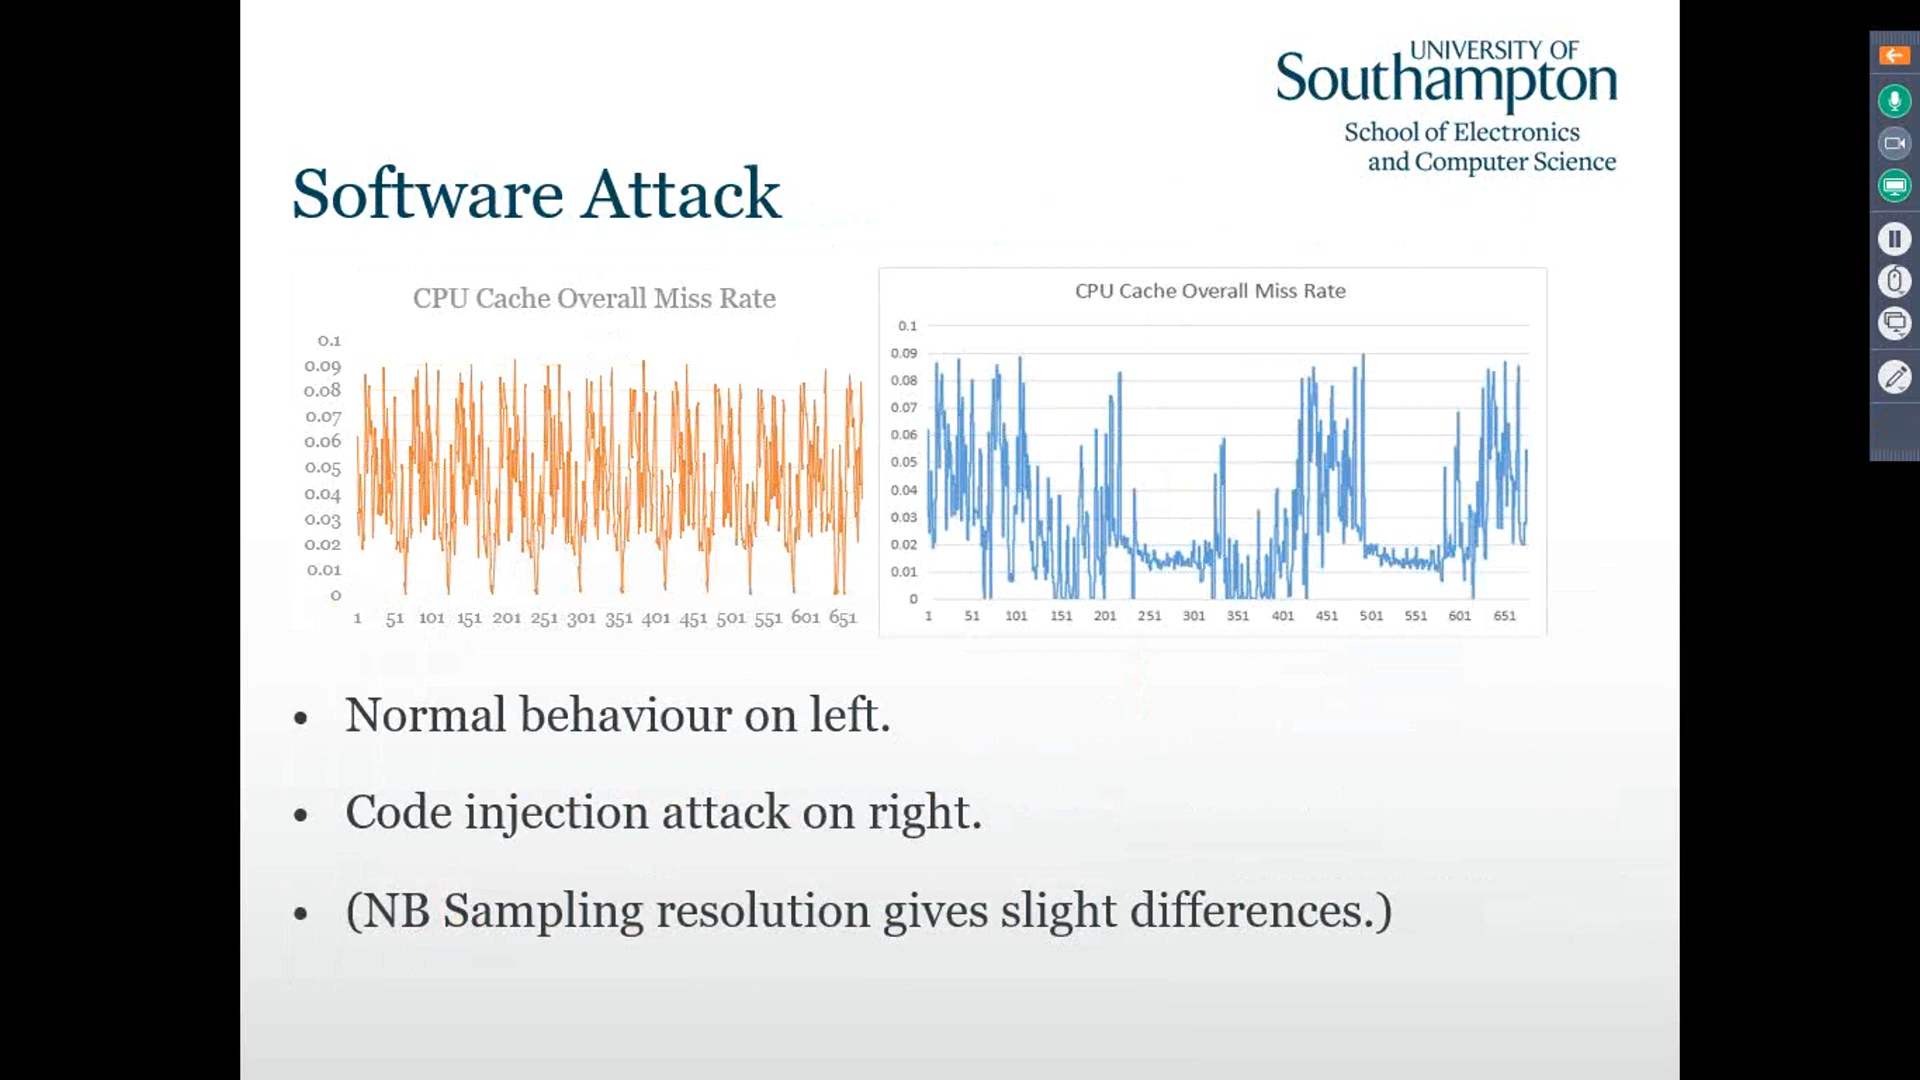 UNIVERSITY OF
Southampton
School of Electronics
and Computer Science
Software Attack
CPU Cache Overall Miss Rate
0.1
0.09
0.08
0.07
0.06
0.05
0.04
0.03
0.02
0.01
0
1 51 101 151 201 251 301 351 401 451 501 551 601 651
CPU Cache Overall Miss Rate
0.1
0.09
0.08
0.07
0.06
0.05
0.04
0.03
0.02
0.01
0
1 51 101 151 201 251 301 351 401 451 501 551 601 651
• Normal behaviour on left.
• Code injection attack on right.
• (NB Sampling resolution gives slight differences.)